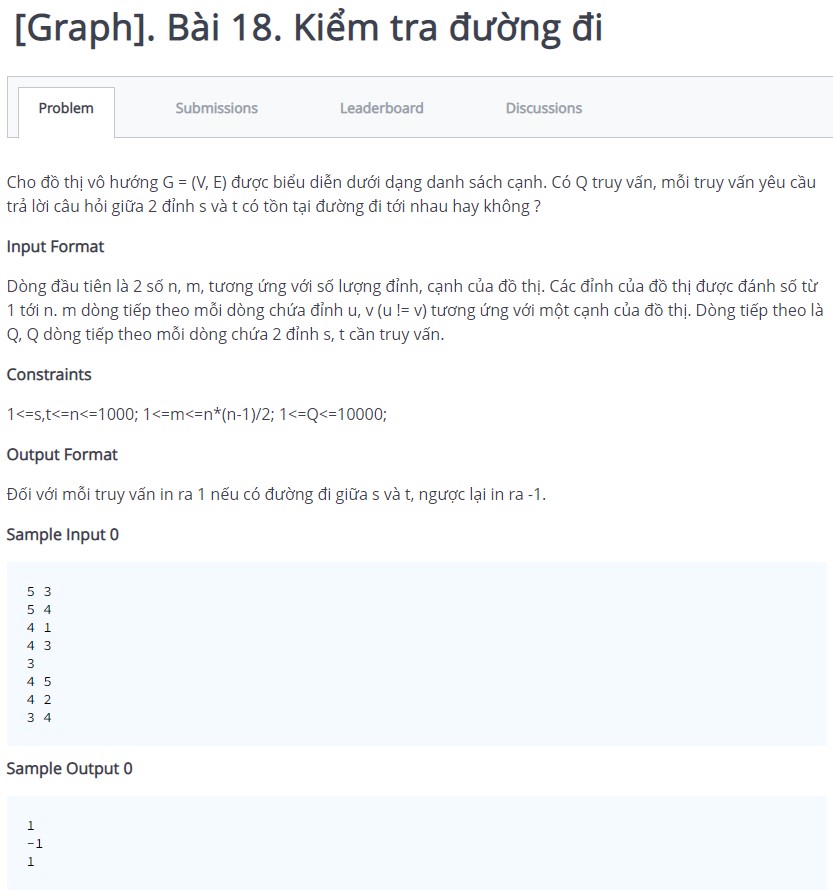 [Graph]. Bài 18. Kiểm tra đường đi
Problem Submissions Leaderboard Discussions
Cho đồ thị vô hướng G = (V, E) được biểu diễn dưới dạng danh sách cạnh. Có Q truy vấn, mỗi truy vấn yêu cầu
trả lời câu hỏi giữa 2 đỉnh s và t có tồn tại đường đi tới nhau hay không ?
Input Format
Dòng đầu tiên là 2 số n, m, tương ứng với số lượng đỉnh, cạnh của đồ thị. Các đỉnh của đồ thị được đánh số từ
1 tới n. m dòng tiếp theo mỗi dòng chứa đỉnh u, v (u != v) tương ứng với một cạnh của đồ thị. Dòng tiếp theo là
Q, Q dòng tiếp theo mỗi dòng chứa 2 đỉnh s, t cần truy vấn.
Constraints
1<=s,t<=n<=1000; 1<=m<=n*(n-1)/2; 1<=Q<=10000;
Output Format
Đối với mỗi truy vấn in ra 1 nếu có đường đi giữa s và t, ngược lại in ra -1.
Sample Input 0
5 3
5 4
4 1
4 3
3
4 5
4 2
3 4
Sample Output 0
1
-1
1